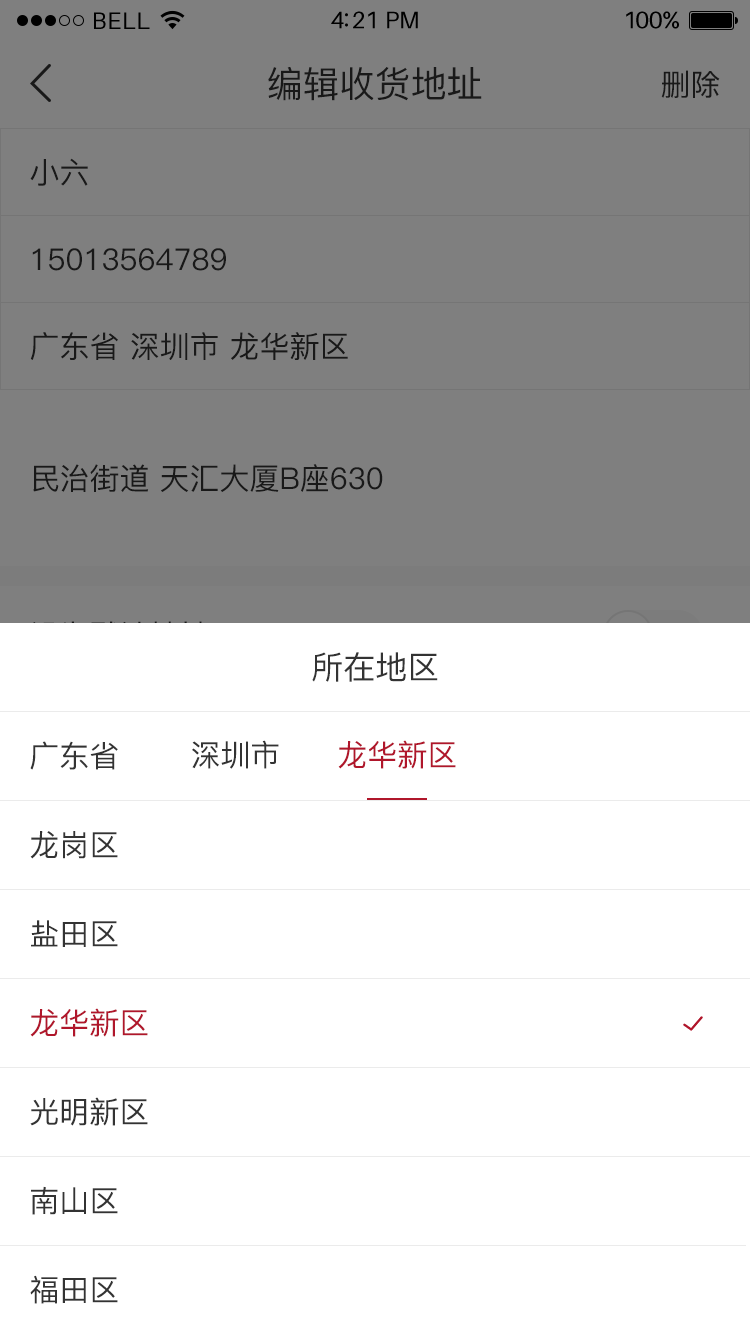 BELL 4:21 PM 100%
编辑收货地址 删除
小六
15013564789
广东省 深圳市 龙华新区
民治街道 天汇大厦B座630
所在地区
广东省 深圳市 龙华新区
龙岗区
盐田区
龙华新区
光明新区
南山区
福田区